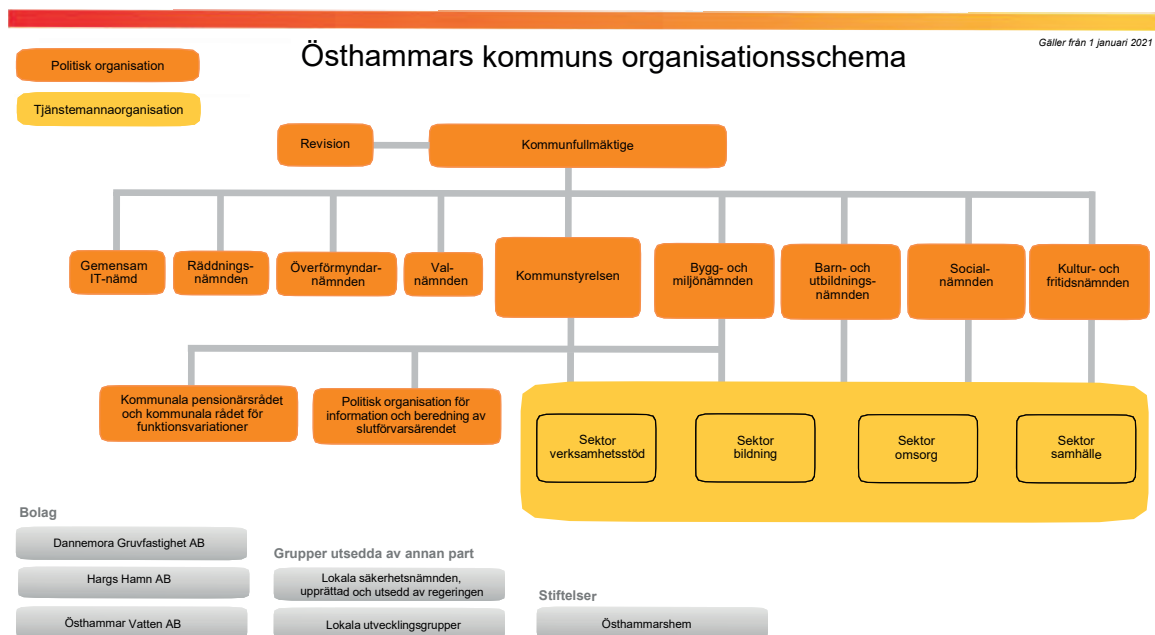 Östhammars kommuns organisationsschema
Gäller från 1 januari 2021
Politisk organisation
Tjänstemannaorganisation
Revision
Kommunfullmäktige
Gemensam
IT-nämd
Räddnings-
nämnden
Överförmyndar-
nämnden
Val-
nämnden
Kommunstyrelsen
Bygg- och
miljönämnden
Barn- och
utbildnings-
nämnden
Social-
nämnden
Kultur- och
fritidsnämnden
Kommunala pensionärsrådet
och kommunala rådet för
funktionsvariationer
Politisk organisation för
information och beredning av
slutförvarsärendet
Sektor
verksamhetsstöd
Sektor
bildning
Sektor
omsorg
Sektor
samhälle
Bolag
Dannemora Gruvfastighet AB
Hargs Hamn AB
Östhammar Vatten AB
Grupper utsedda av annan part
Lokala säkerhetsnämnden,
upprättad och utsedd av regeringen
Lokala utvecklingsgrupper
Stiftelser
Östhammarshem